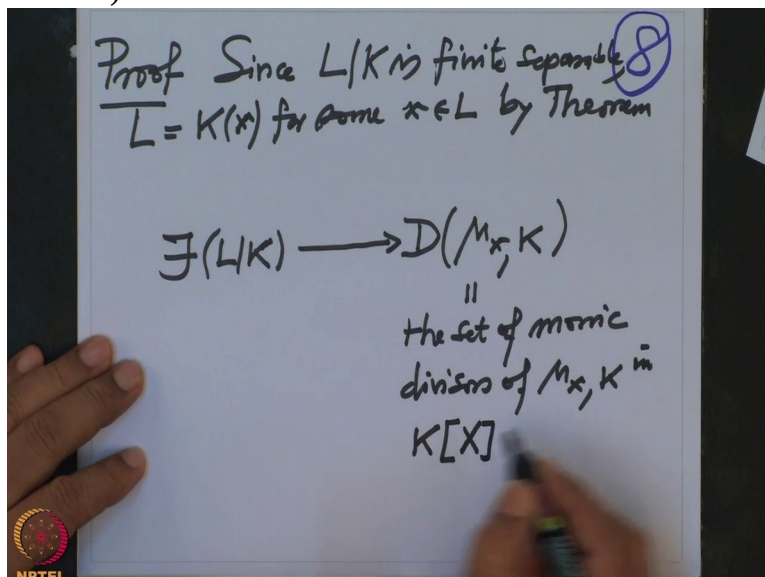 Proof Since L/K is finite separable
L = K(x) for some x ∈ L by Theorem
8
F(L/K) ⟶ D(μx, K)
||
the set of monic
divisors of μx, K in
K[X]
NPTEL